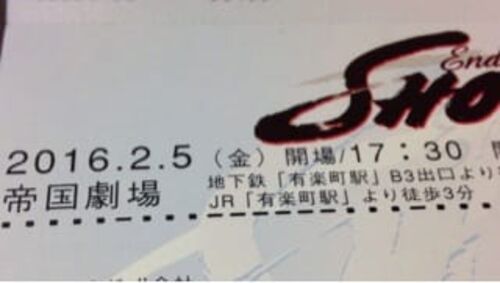 End
SHO
2016.2.5 (金) 開場/17:30 開
地下鉄「有楽町駅」B3出口より
帝国劇場
JR「有楽町駅」より徒歩3分